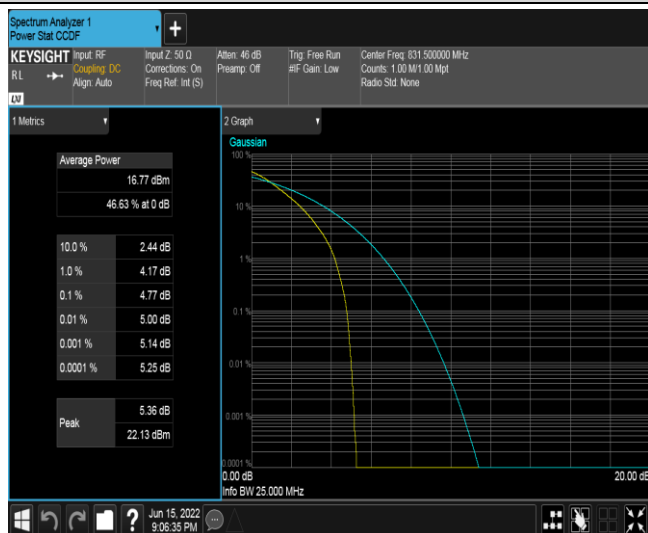 Spectrum Analyzer 1
Power Stat CCDF
KEYSIGHT
RL
LXI
Input: RF
Coupling: DC
Align: Auto
Input Z: 50 Ω
Corrections: On
Freq Ref: Int (S)
Atten: 46 dB
Preamp: Off
Trig: Free Run
#IF Gain: Low
Center Freq: 831.500000 MHz
Counts: 1.00 M/1.00 Mpt
Radio Std: None
1 Metrics
Average Power
16.77 dBm
46.63 % at 0 dB
10.0 % 2.44 dB
1.0 % 4.17 dB
0.1 % 4.77 dB
0.01 % 5.00 dB
0.001 % 5.14 dB
0.0001 % 5.25 dB
Peak
5.36 dB
22.13 dBm
2 Graph
Gaussian
100 %
10 %
1 %
0.1 %
0.01 %
0.001 %
0.0001 %
0.00 dB
20.00 dB
Info BW 25.000 MHz
?
Jun 15, 2022
9:06:35 PM